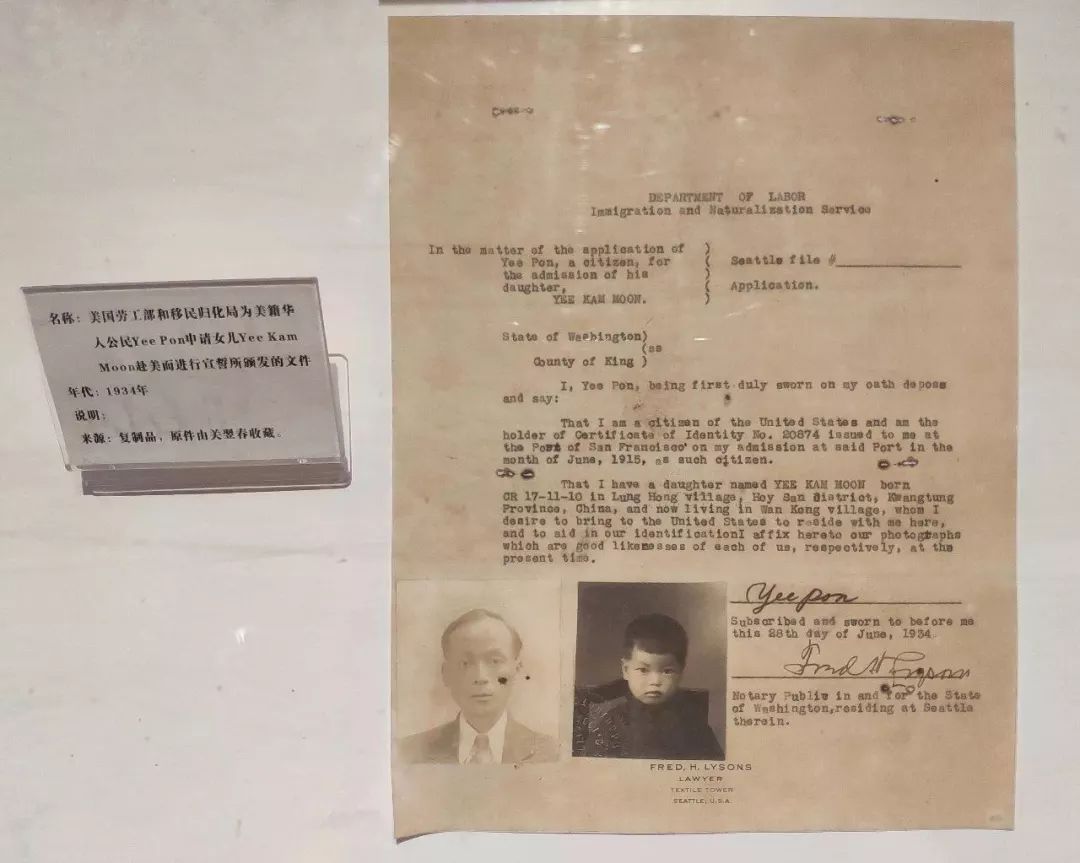 名称：美国劳工部和移民归化局为美籍华
人公民Yee Pon申请女儿Yee Kam
Moon赴美而进行宣誓所颁发的文件
年代：1934年
说明：
来源：复制品，原件由关翌春收藏。
DEPARTMENT OF LABOR
Immigration and Naturalization Service
In the matter of the application of )
Yee Pon, a citizen, for ( Seattle file #
the admission of his )
daughter, ( Application.
YEE KAM MOON. )
State of Washington)
(ss
County of King )
I, Yee Pon, being first duly sworn on my oath depose
and say:
That I am a citizen of the United States and am the
holder of Certificate of Identity No. 20874 issued to me at
the Port of San Francisco on my admission at said Port in the
month of June, 1915, as such citizen.
That I have a daughter named YEE KAM MOON born
CR 17-11-10 in Lung Hong village, Hoy San District, Kwangtung
Province, China, and now living in Wan Kong village, whom I
desire to bring to the United States to reside with me here,
and to aid in our identificationI affix hereto our photographs
which are good likenesses of each of us, respectively, at the
present time.
Yee pon
Subscribed and sworn to before me
this 28th day of June, 1934.
Fred H Lysons
Notary Public in and for the State
of Washington,residing at Seattle
therein.
FRED. H. LYSONS
LAWYER
TEXTILE TOWER
SEATTLE, U.S.A.